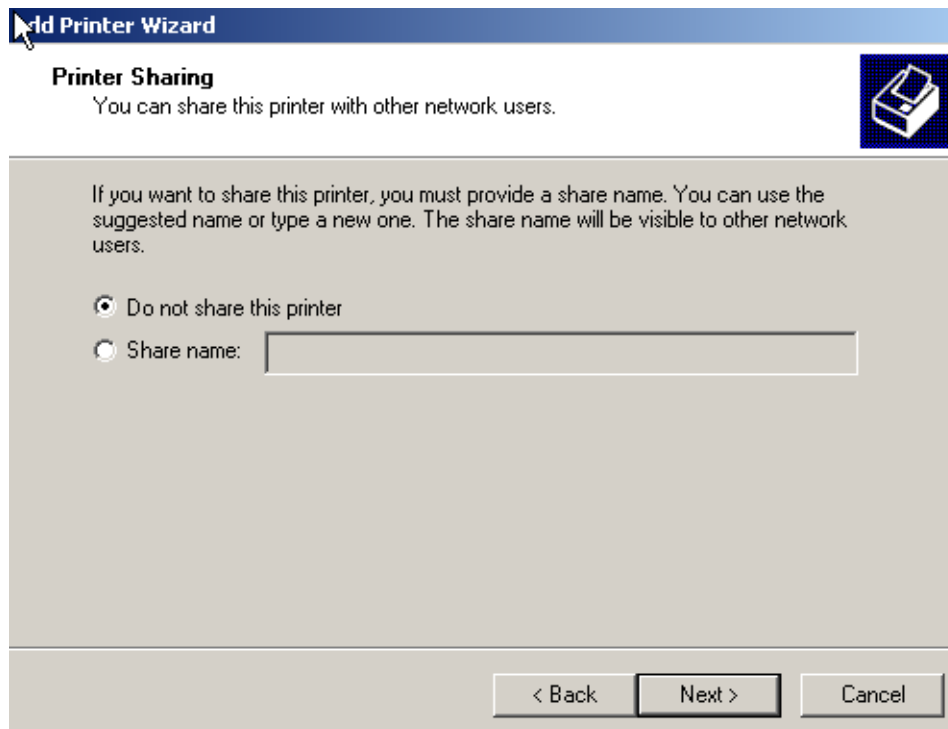 dd Printer Wizard
Printer Sharing
You can share this printer with other network users.
If you want to share this printer, you must provide a share name. You can use the
suggested name or type a new one. The share name will be visible to other network
users.
Do not share this printer
Share name:
< Back Next > Cancel